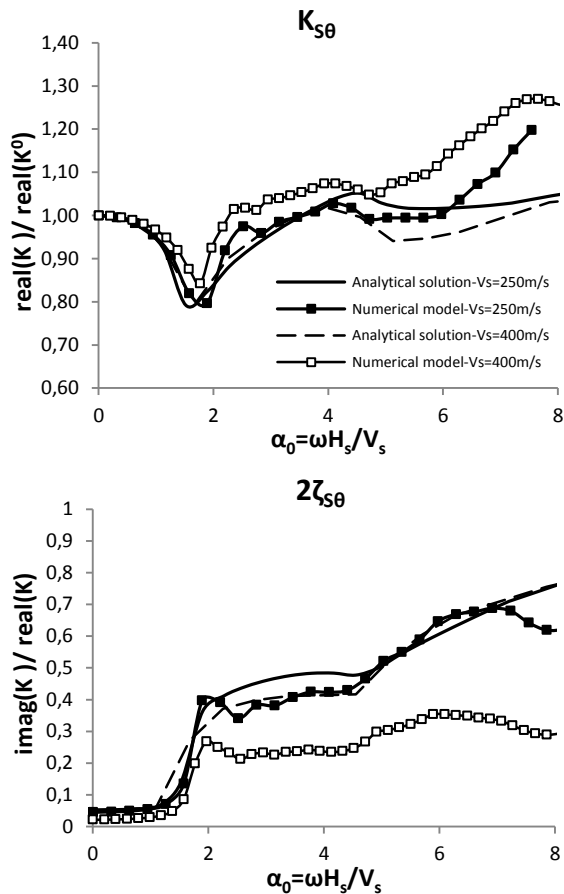 K_Sθ
real(K )/ real(K⁰)
1,40
1,30
1,20
1,10
1,00
0,90
0,80
0,70
0,60
Analytical solution-Vs=250m/s
Numerical model-Vs=250m/s
Analytical solution-Vs=400m/s
Numerical model-Vs=400m/s
0 2 4 6 8
α₀=ωHₛ/Vₛ
2ζ_Sθ
imag(K )/ real(K)
1
0,9
0,8
0,7
0,6
0,5
0,4
0,3
0,2
0,1
0
0 2 4 6 8
α₀=ωHₛ/Vₛ